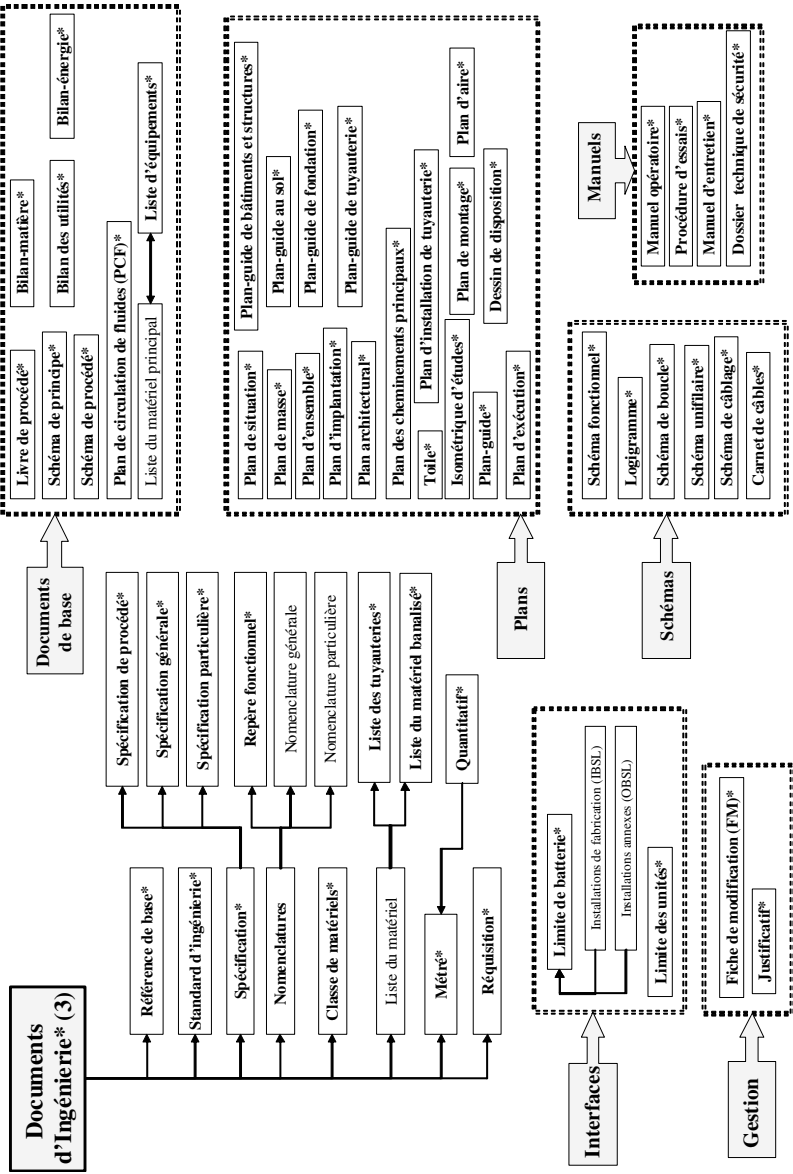 Documents
d'Ingénierie* (3)
Référence de base*
Standard d'ingénierie*
Spécification*
Nomenclatures
Classe de matériels*
Liste du matériel
Métré*
Réquisition*
Spécification de procédé*
Spécification générale*
Spécification particulière*
Repère fonctionnel*
Nomenclature générale
Nomenclature particulière
Liste des tuyauteries*
Liste du matériel banalisé*
Quantitatif*
Documents
de base
Livre de procédé*
Bilan-matière*
Schéma de principe*
Bilan des utilités*
Bilan-énergie*
Schéma de procédé*
Plan de circulation de fluides (PCF)*
Liste du matériel principal
Liste d'équipements*
Plans
Plan de situation*
Plan-guide de bâtiments et structures*
Plan de masse*
Plan-guide au sol*
Plan d'ensemble*
Plan-guide de fondation*
Plan d'implantation*
Plan-guide de tuyauterie*
Plan architectural*
Plan des cheminements principaux*
Toile*
Plan d'installation de tuyauterie*
Isométrique d'études*
Plan de montage*
Plan d'aire*
Plan-guide*
Dessin de disposition*
Plan d'exécution*
Interfaces
Limite de batterie*
Installations de fabrication (IBSL)
Installations annexes (OBSL)
Limite des unités*
Schémas
Schéma fonctionnel*
Logigramme*
Schéma de boucle*
Schéma unifilaire*
Schéma de câblage*
Carnet de câbles*
Manuels
Manuel opératoire*
Procédure d'essais*
Manuel d'entretien*
Dossier technique de sécurité*
Gestion
Fiche de modification (FM)*
Justificatif*